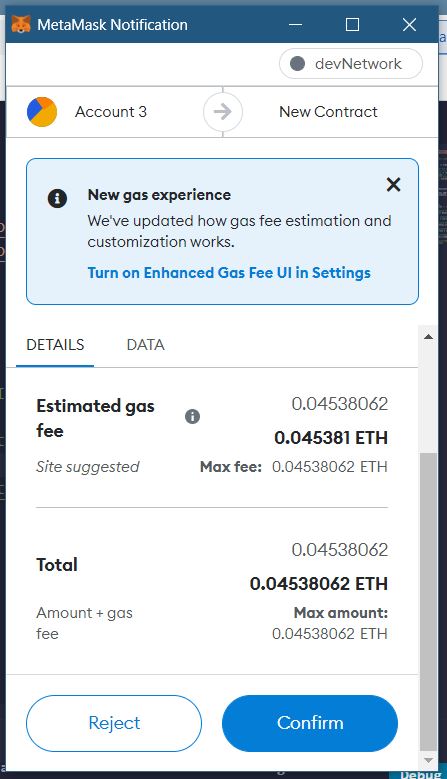 MetaMask Notification
devNetwork
Account 3
New Contract
New gas experience
We've updated how gas fee estimation and
customization works.
Turn on Enhanced Gas Fee UI in Settings
DETAILS
DATA
Estimated gas
fee
0.04538062
0.045381 ETH
Site suggested
Max fee: 0.04538062 ETH
Total
0.04538062
0.04538062 ETH
Amount + gas
fee
Max amount:
0.04538062 ETH
Reject
Confirm
Debug